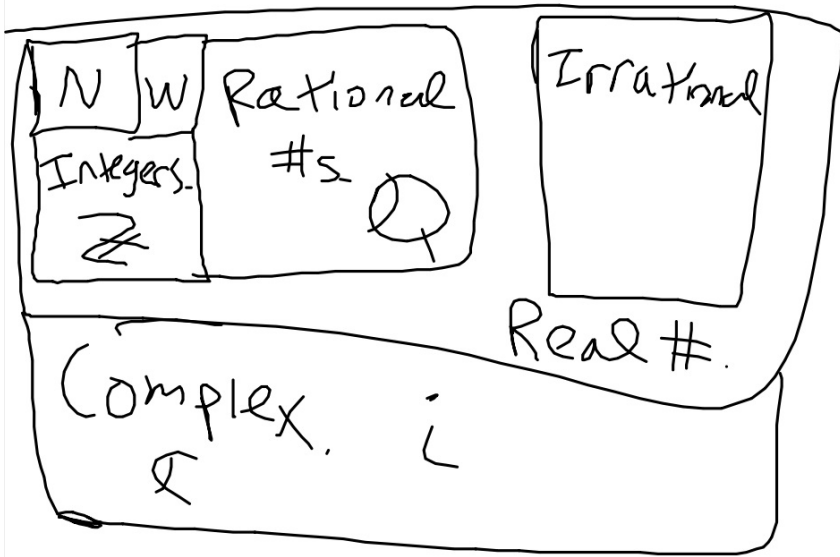 N W
Rational
#s
Q
Integers
ℤ
Irrational
Real #.
Complex.
ℂ
i